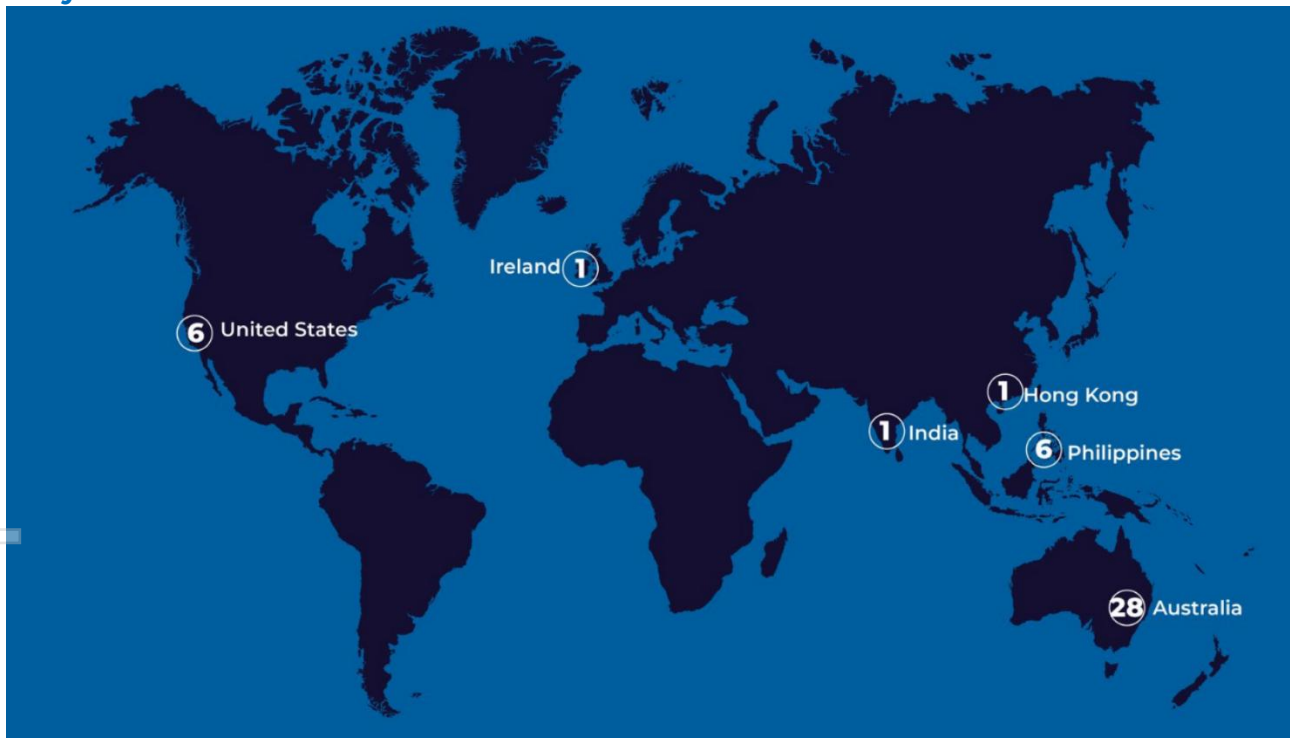 Ireland 1
6 United States
1 Hong Kong
1 India
6 Philippines
28 Australia